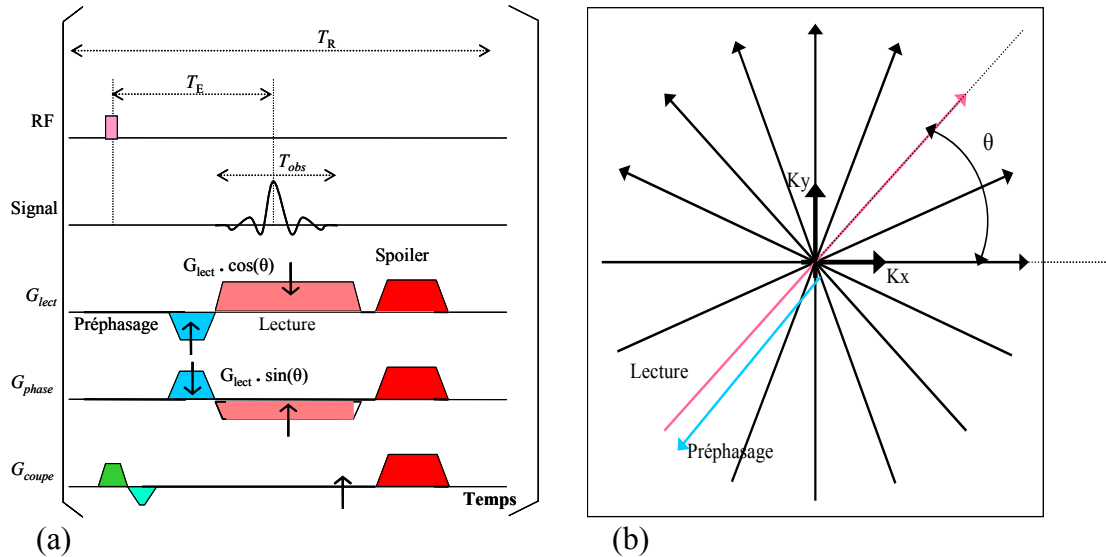 T_R
T_E
RF
T_obs
Signal
G_lect . cos(θ)
Spoiler
G_lect
Préphasage
Lecture
G_phase
G_lect . sin(θ)
G_coupe
Temps
(a)
θ
Ky
Kx
Lecture
Préphasage
(b)